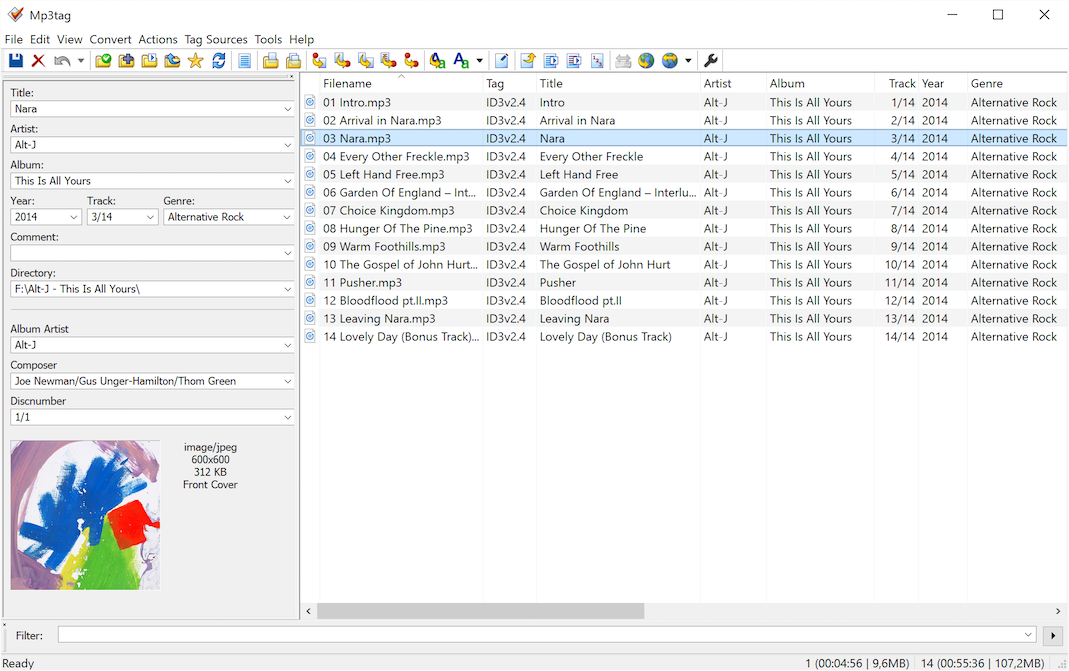 Mp3tag
File Edit View Convert Actions Tag Sources Tools Help
Title:
Nara
Artist:
Alt-J
Album:
This Is All Yours
Year: Track: Genre:
2014 3/14 Alternative Rock
Comment:
Directory:
F:\Alt-J - This Is All Yours\
Album Artist
Alt-J
Composer
Joe Newman/Gus Unger-Hamilton/Thom Green
Discnumber
1/1
image/jpeg
600x600
312 KB
Front Cover
Filename Tag Title Artist Album Track Year Genre
01 Intro.mp3 ID3v2.4 Intro Alt-J This Is All Yours 1/14 2014 Alternative Rock
02 Arrival in Nara.mp3 ID3v2.4 Arrival in Nara Alt-J This Is All Yours 2/14 2014 Alternative Rock
03 Nara.mp3 ID3v2.4 Nara Alt-J This Is All Yours 3/14 2014 Alternative Rock
04 Every Other Freckle.mp3 ID3v2.4 Every Other Freckle Alt-J This Is All Yours 4/14 2014 Alternative Rock
05 Left Hand Free.mp3 ID3v2.4 Left Hand Free Alt-J This Is All Yours 5/14 2014 Alternative Rock
06 Garden Of England – Int... ID3v2.4 Garden Of England – Interlu... Alt-J This Is All Yours 6/14 2014 Alternative Rock
07 Choice Kingdom.mp3 ID3v2.4 Choice Kingdom Alt-J This Is All Yours 7/14 2014 Alternative Rock
08 Hunger Of The Pine.mp3 ID3v2.4 Hunger Of The Pine Alt-J This Is All Yours 8/14 2014 Alternative Rock
09 Warm Foothills.mp3 ID3v2.4 Warm Foothills Alt-J This Is All Yours 9/14 2014 Alternative Rock
10 The Gospel of John Hurt... ID3v2.4 The Gospel of John Hurt Alt-J This Is All Yours 10/14 2014 Alternative Rock
11 Pusher.mp3 ID3v2.4 Pusher Alt-J This Is All Yours 11/14 2014 Alternative Rock
12 Bloodflood pt.II.mp3 ID3v2.4 Bloodflood pt.II Alt-J This Is All Yours 12/14 2014 Alternative Rock
13 Leaving Nara.mp3 ID3v2.4 Leaving Nara Alt-J This Is All Yours 13/14 2014 Alternative Rock
14 Lovely Day (Bonus Track)... ID3v2.4 Lovely Day (Bonus Track) Alt-J This Is All Yours 14/14 2014 Alternative Rock
Filter:
Ready 1 (00:04:56 | 9,6MB) 14 (00:55:36 | 107,2MB)